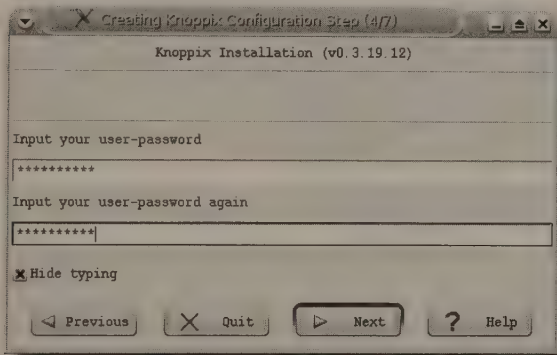 Creating Knoppix Configuration Step (4/7)
Knoppix Installation (v0.3.19.12)
Input your user-password
**********
Input your user-password again
**********
Hide typing
Previous
Quit
Next
? Help